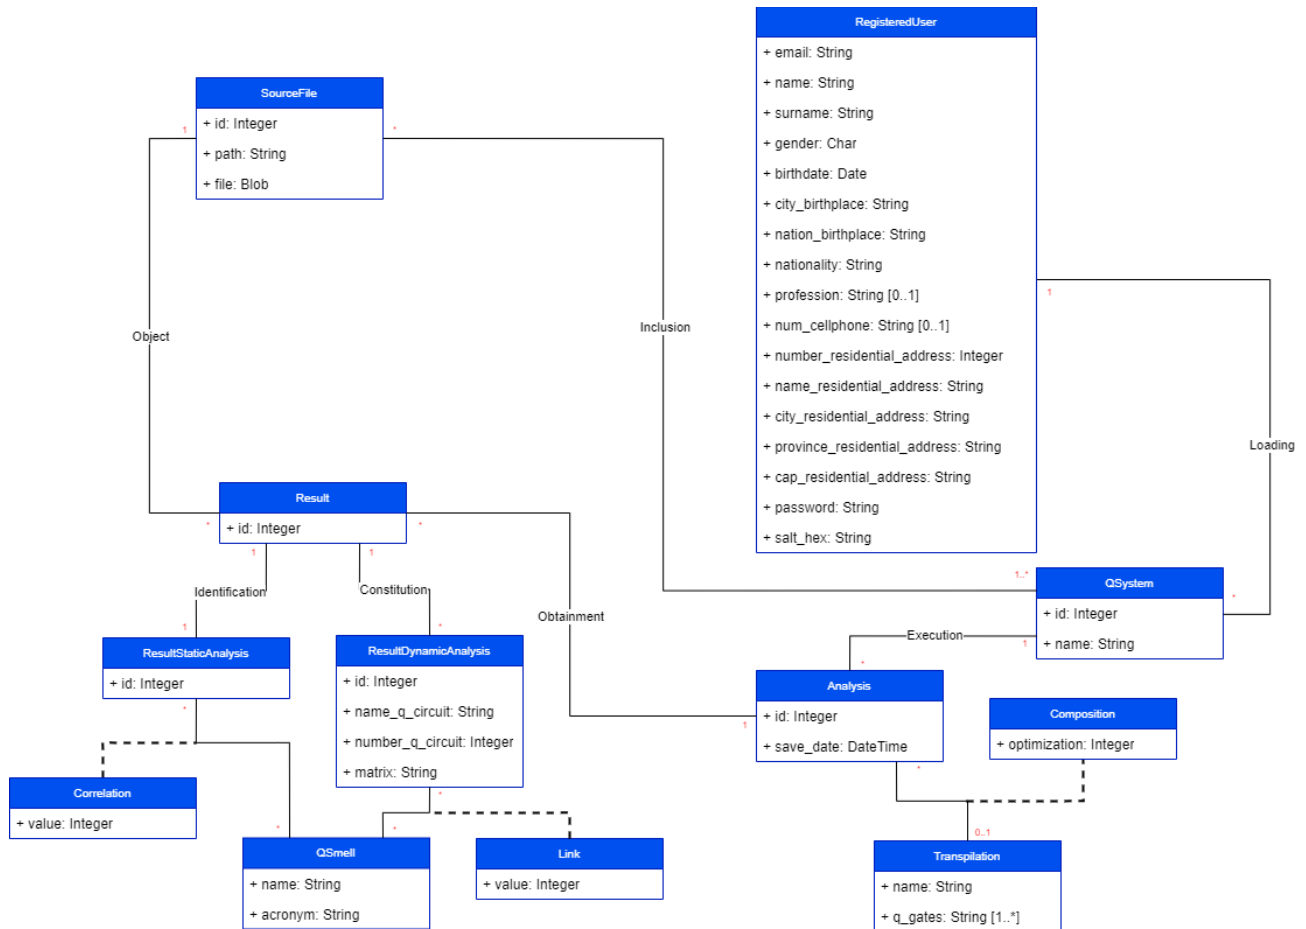 RegisteredUser
+ email: String
+ name: String
+ surname: String
+ gender: Char
+ birthdate: Date
+ city_birthplace: String
+ nation_birthplace: String
+ nationality: String
+ profession: String [0..1]
+ num_cellphone: String [0..1]
+ number_residential_address: Integer
+ name_residential_address: String
+ city_residential_address: String
+ province_residential_address: String
+ cap_residential_address: String
+ password: String
+ salt_hex: String
SourceFile
+ id: Integer
+ path: String
+ file: Blob
1
*
1
Object
Inclusion
Loading
Result
+ id: Integer
*
*
1
1
Identification
Constitution
Obtainment
1
*
1..*
*
QSystem
+ id: Integer
+ name: String
Execution
1
*
ResultStaticAnalysis
+ id: Integer
*
ResultDynamicAnalysis
+ id: Integer
+ name_q_circuit: String
+ number_q_circuit: Integer
+ matrix: String
*
Analysis
+ id: Integer
+ save_date: DateTime
1
*
Composition
+ optimization: Integer
Correlation
+ value: Integer
*
*
QSmell
+ name: String
+ acronym: String
Link
+ value: Integer
0..1
Transpilation
+ name: String
+ q_gates: String [1..*]